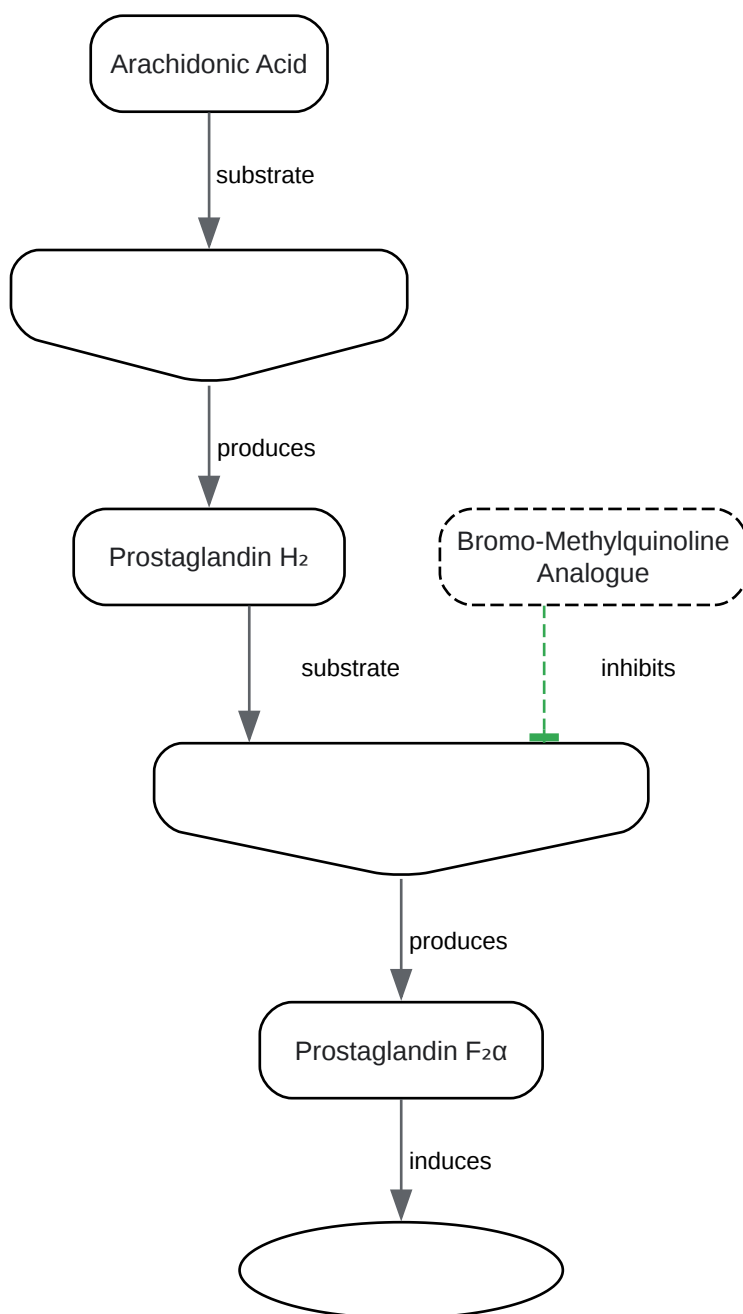 Arachidonic Acid
substrate
produces
Prostaglandin H₂
Bromo-Methylquinoline
Analogue
substrate
inhibits
produces
Prostaglandin F₂α
induces